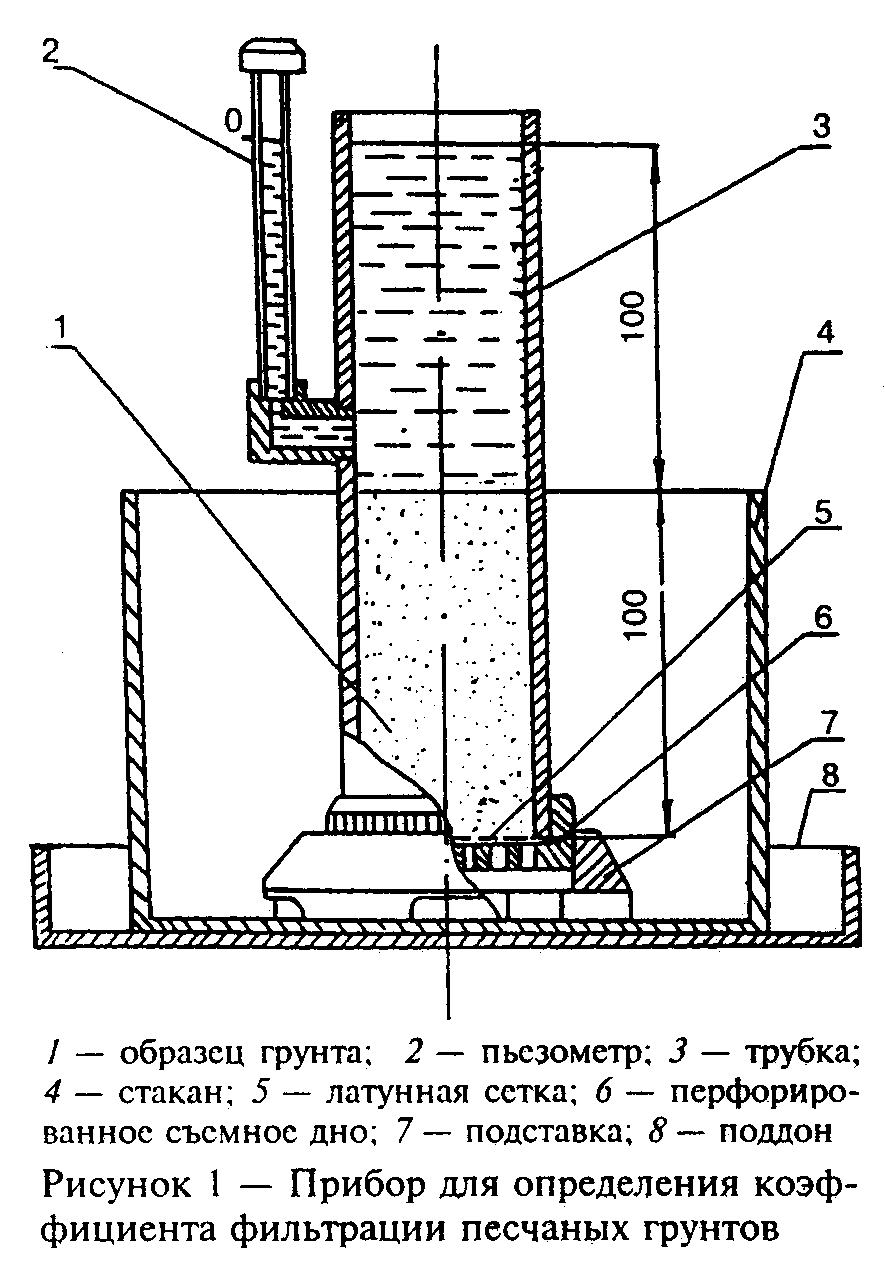 2
0
3
1
100
4
5
100
6
7
8
1 — образец грунта; 2 — пьезометр; 3 — трубка;
4 — стакан; 5 — латунная сетка; 6 — перфориро-
ванное съемное дно; 7 — подставка; 8 — поддон
Рисунок 1 — Прибор для определения коэф-
фициента фильтрации песчаных грунтов